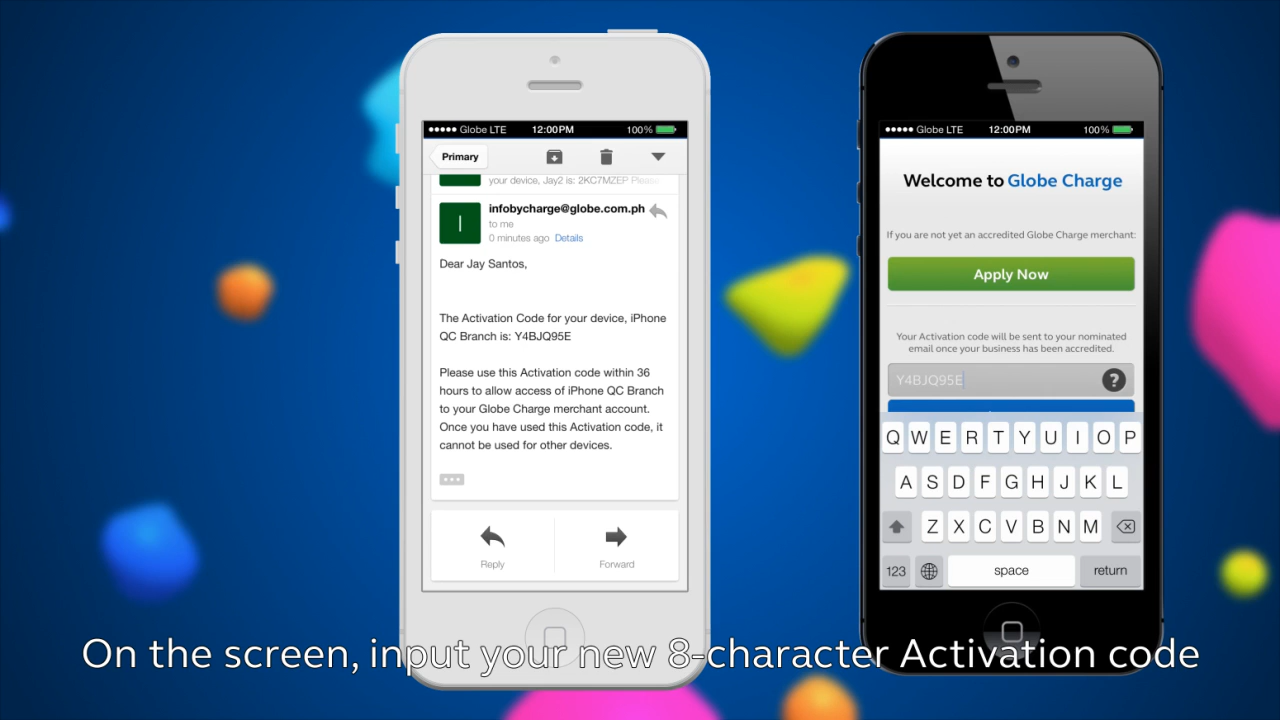 ●●●●● Globe LTE 12:00PM 100%
Primary
your device, Jay2 is: 2KC7MZEP Please
I
infobycharge@globe.com.ph
to me
0 minutes ago Details
Dear Jay Santos,
The Activation Code for your device, iPhone
QC Branch is: Y4BJQ95E
Please use this Activation code within 36
hours to allow access of iPhone QC Branch
to your Globe Charge merchant account.
Once you have used this Activation code, it
cannot be used for other devices.
Reply Forward
●●●●● Globe LTE 12:00PM 100%
Welcome to Globe Charge
If you are not yet an accredited Globe Charge merchant:
Apply Now
Your Activation code will be sent to your nominated
email once your business has been accredited.
Y4BJQ95E ?
Q W E R T Y U I O P
A S D F G H J K L
Z X C V B N M
123 space return
On the screen, input your new 8-character Activation code